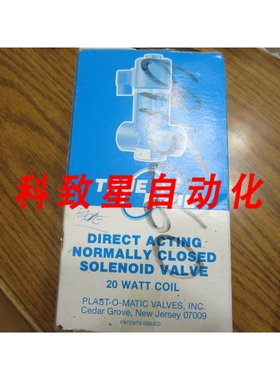 科致星自动化
DIRECT ACTING
NORMALLY CLOSED
SOLENOID VALVE
20 WATT COIL
PLAST-O-MATIC VALVES, INC.
Cedar Grove, New Jersey 07009
PATENTS ISSUED